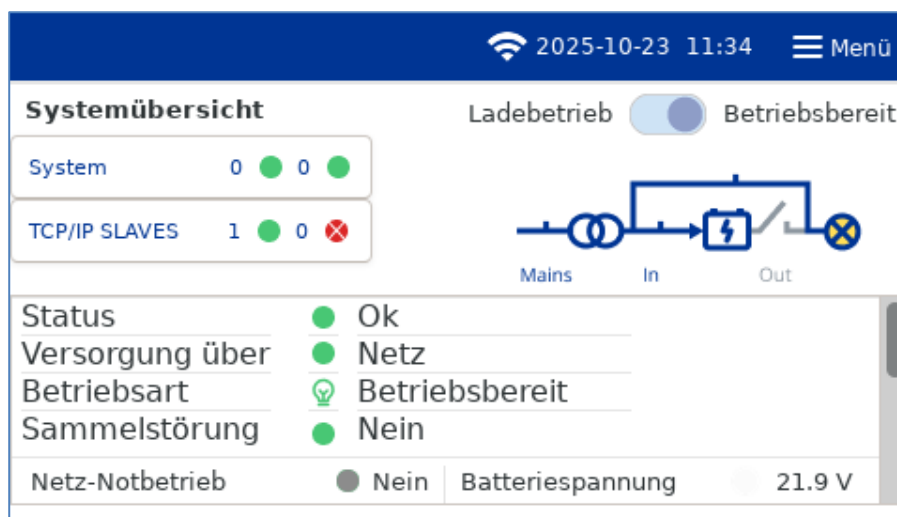 2025-10-23 11:34 Menü
Systemübersicht
Ladebetrieb Betriebsbereit
System 0 0
TCP/IP SLAVES 1 0
Mains In Out
Status Ok
Versorgung über Netz
Betriebsart Betriebsbereit
Sammelstörung Nein
Netz-Notbetrieb Nein Batteriespannung 21.9 V